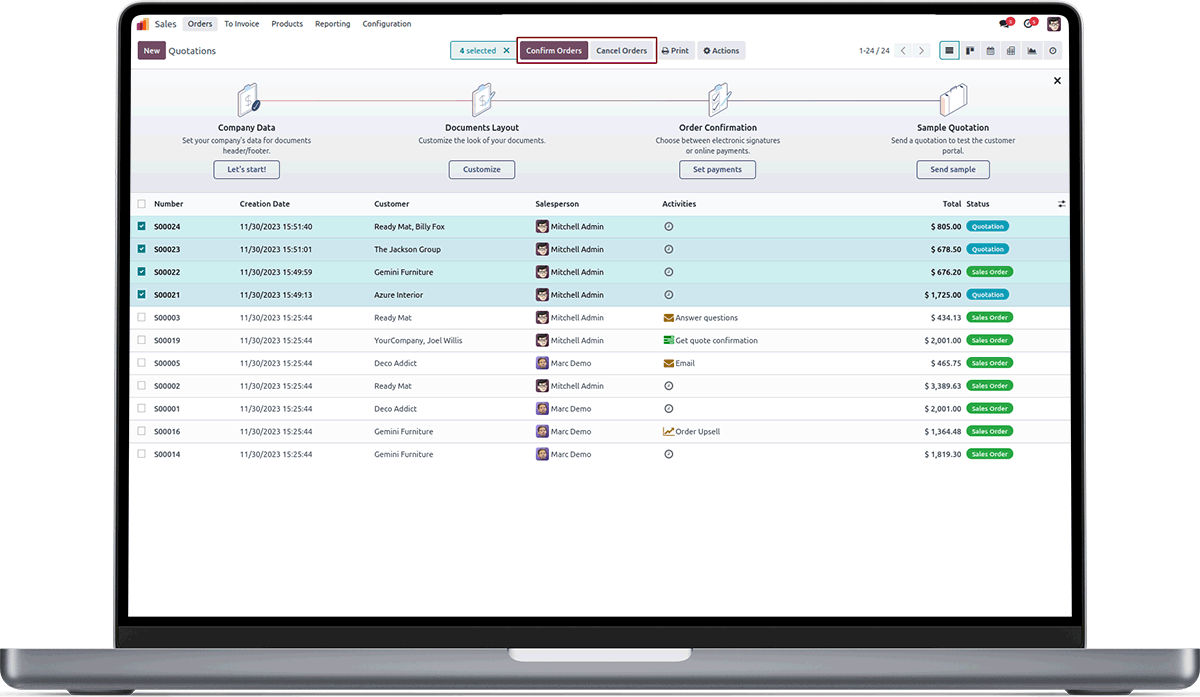 Sales Orders To Invoice Products Reporting Configuration 5 5
New Quotations 4 selected Confirm Orders Cancel Orders Print Actions 1-24 / 24
Company Data Documents Layout Order Confirmation Sample Quotation
Set your company's data for documents Customize the look of your documents. Choose between electronic signatures Send a quotation to test the customer
header/footer. or online payments. portal.
Let's start! Customize Set payments Send sample
Number Creation Date Customer Salesperson Activities Total Status
S00024 11/30/2023 15:51:40 Ready Mat, Billy Fox Mitchell Admin $ 805.00 Quotation
S00023 11/30/2023 15:51:01 The Jackson Group Mitchell Admin $ 678.50 Quotation
S00022 11/30/2023 15:49:59 Gemini Furniture Mitchell Admin $ 676.20 Sales Order
S00021 11/30/2023 15:49:13 Azure Interior Mitchell Admin $ 1,725.00 Quotation
S00003 11/30/2023 15:25:44 Ready Mat Mitchell Admin Answer questions $ 434.13 Sales Order
S00019 11/30/2023 15:25:44 YourCompany, Joel Willis Mitchell Admin Get quote confirmation $ 2,001.00 Sales Order
S00005 11/30/2023 15:25:44 Deco Addict Marc Demo Email $ 465.75 Sales Order
S00002 11/30/2023 15:25:44 Ready Mat Mitchell Admin $ 3,389.63 Sales Order
S00001 11/30/2023 15:25:44 Deco Addict Marc Demo $ 2,001.00 Sales Order
S00016 11/30/2023 15:25:44 Gemini Furniture Marc Demo Order Upsell $ 1,364.48 Sales Order
S00014 11/30/2023 15:25:44 Gemini Furniture Marc Demo $ 1,819.30 Sales Order